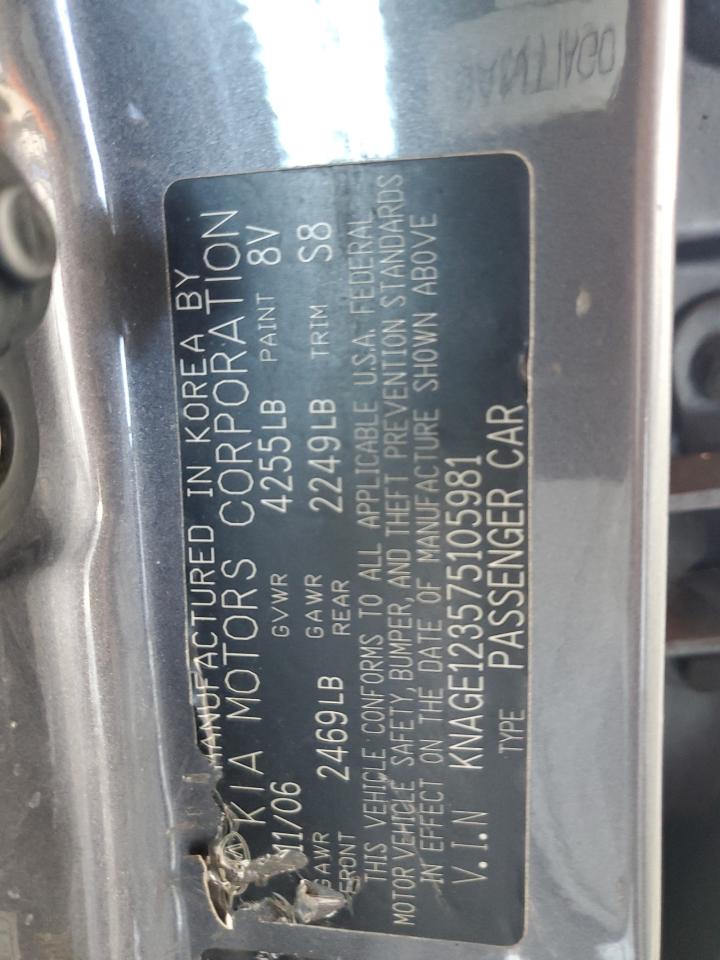 MANUFACTURED IN KOREA BY
KIA MOTORS CORPORATION
11/06 GVWR 4255LB PAINT 8V
GAWR FRONT 2469LB GAWR REAR 2249LB TRIM S8
THIS VEHICLE CONFORMS TO ALL APPLICABLE U.S.A. FEDERAL
MOTOR VEHICLE SAFETY, BUMPER, AND THEFT PREVENTION STANDARDS
IN EFFECT ON THE DATE OF MANUFACTURE SHOWN ABOVE
V.I.N KNAGE123575105981
TYPE PASSENGER CAR